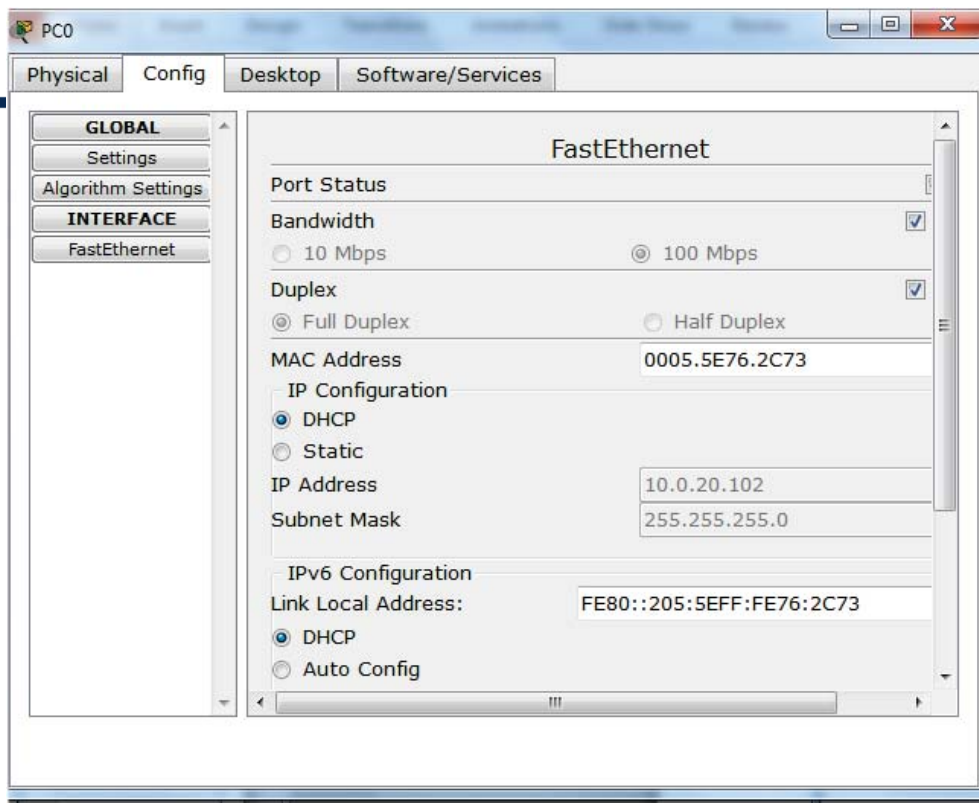 PC0
Physical Config Desktop Software/Services
GLOBAL
Settings
Algorithm Settings
INTERFACE
FastEthernet
FastEthernet
Port Status
Bandwidth
10 Mbps 100 Mbps
Duplex
Full Duplex Half Duplex
MAC Address 0005.5E76.2C73
IP Configuration
DHCP
Static
IP Address 10.0.20.102
Subnet Mask 255.255.255.0
IPv6 Configuration
Link Local Address: FE80::205:5EFF:FE76:2C73
DHCP
Auto Config